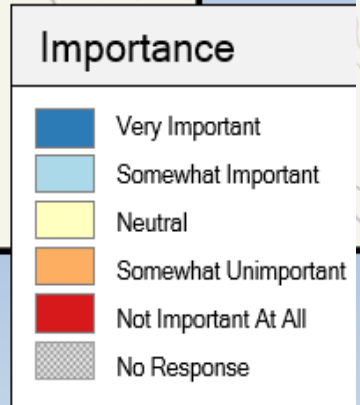 Importance
Very Important
Somewhat Important
Neutral
Somewhat Unimportant
Not Important At All
No Response